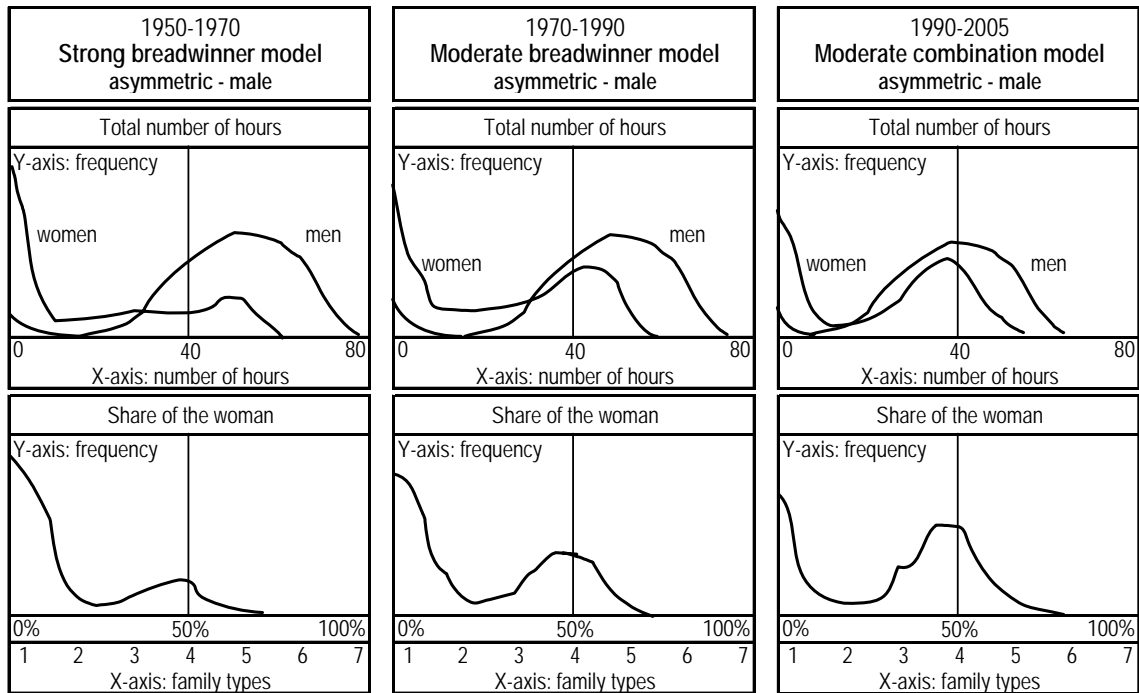 1950-1970
Strong breadwinner model
asymmetric - male
Total number of hours
Y-axis: frequency
women
men
0 40 80
X-axis: number of hours
Share of the woman
Y-axis: frequency
0% 50% 100%
1 2 3 4 5 6 7
X-axis: family types
1970-1990
Moderate breadwinner model
asymmetric - male
Total number of hours
Y-axis: frequency
women
men
0 40 80
X-axis: number of hours
Share of the woman
Y-axis: frequency
0% 50% 100%
1 2 3 4 5 6 7
X-axis: family types
1990-2005
Moderate combination model
asymmetric - male
Total number of hours
Y-axis: frequency
women
men
0 40 80
X-axis: number of hours
Share of the woman
Y-axis: frequency
0% 50% 100%
1 2 3 4 5 6 7
X-axis: family types